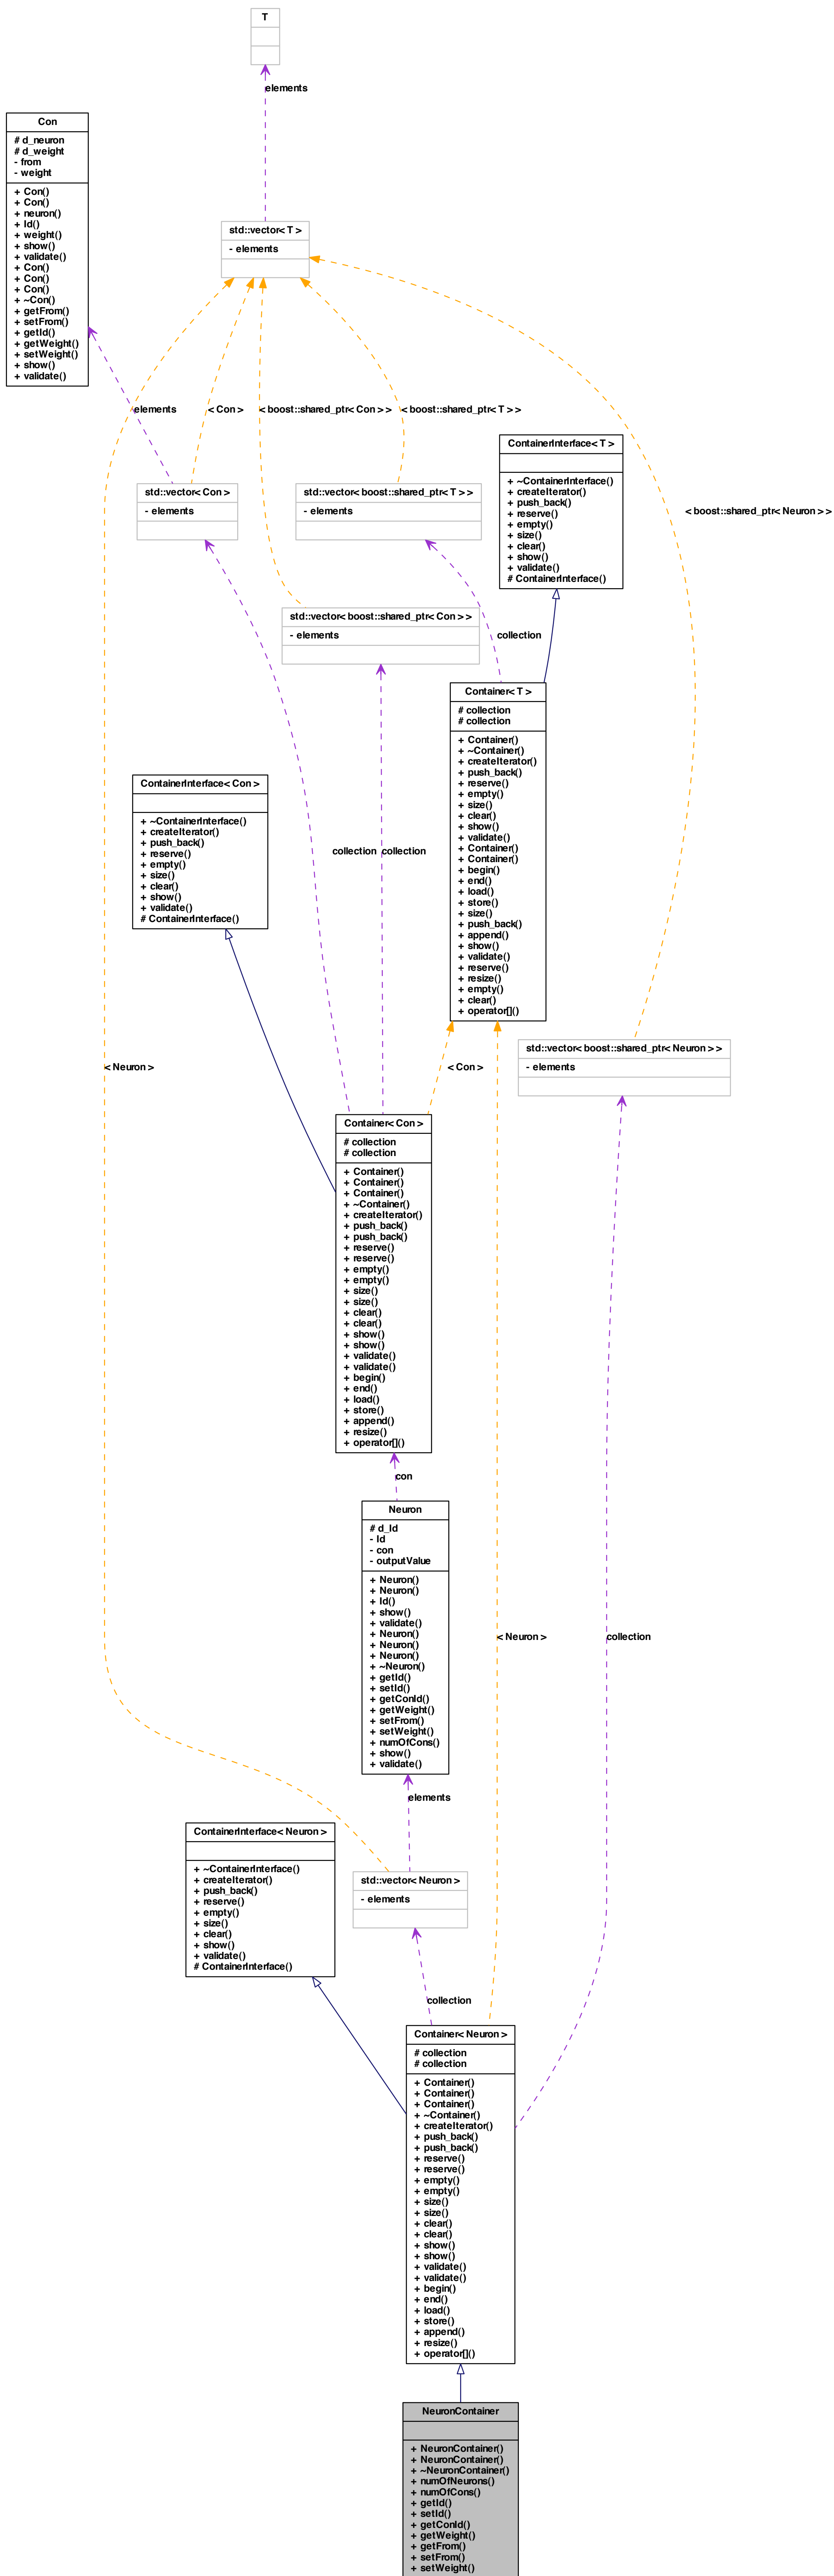 T
elements
Con
# d_neuron
# d_weight
- from
- weight
+ Con()
+ Con()
+ neuron()
+ Id()
+ weight()
+ show()
+ validate()
+ Con()
+ Con()
+ Con()
+ ~Con()
+ getFrom()
+ setFrom()
+ getId()
+ getWeight()
+ setWeight()
+ show()
+ validate()
std::vector< T >
- elements
elements
< Con >
< boost::shared_ptr< Con > >
< boost::shared_ptr< T > >
ContainerInterface< T >
+ ~ContainerInterface()
+ createIterator()
+ push_back()
+ reserve()
+ empty()
+ size()
+ clear()
+ show()
+ validate()
# ContainerInterface()
std::vector< Con >
- elements
std::vector< boost::shared_ptr< T > >
- elements
< boost::shared_ptr< Neuron > >
std::vector< boost::shared_ptr< Con > >
- elements
collection
Container< T >
# collection
# collection
+ Container()
+ ~Container()
+ createIterator()
+ push_back()
+ reserve()
+ empty()
+ size()
+ clear()
+ show()
+ validate()
+ Container()
+ Container()
+ begin()
+ end()
+ load()
+ store()
+ size()
+ push_back()
+ append()
+ show()
+ validate()
+ reserve()
+ resize()
+ empty()
+ clear()
+ operator[]()
ContainerInterface< Con >
+ ~ContainerInterface()
+ createIterator()
+ push_back()
+ reserve()
+ empty()
+ size()
+ clear()
+ show()
+ validate()
# ContainerInterface()
collection
collection
std::vector< boost::shared_ptr< Neuron > >
- elements
< Neuron >
< Con >
Container< Con >
# collection
# collection
+ Container()
+ Container()
+ Container()
+ ~Container()
+ createIterator()
+ push_back()
+ push_back()
+ reserve()
+ reserve()
+ empty()
+ empty()
+ size()
+ size()
+ clear()
+ clear()
+ show()
+ show()
+ validate()
+ validate()
+ begin()
+ end()
+ load()
+ store()
+ append()
+ resize()
+ operator[]()
con
Neuron
# d_Id
- Id
- con
- outputValue
+ Neuron()
+ Neuron()
+ Id()
+ show()
+ validate()
+ Neuron()
+ Neuron()
+ Neuron()
+ ~Neuron()
+ getId()
+ setId()
+ getConId()
+ getWeight()
+ setFrom()
+ setWeight()
+ numOfCons()
+ show()
+ validate()
< Neuron >
collection
elements
ContainerInterface< Neuron >
+ ~ContainerInterface()
+ createIterator()
+ push_back()
+ reserve()
+ empty()
+ size()
+ clear()
+ show()
+ validate()
# ContainerInterface()
std::vector< Neuron >
- elements
collection
Container< Neuron >
# collection
# collection
+ Container()
+ Container()
+ Container()
+ ~Container()
+ createIterator()
+ push_back()
+ push_back()
+ reserve()
+ reserve()
+ empty()
+ empty()
+ size()
+ size()
+ clear()
+ clear()
+ show()
+ show()
+ validate()
+ validate()
+ begin()
+ end()
+ load()
+ store()
+ append()
+ resize()
+ operator[]()
NeuronContainer
+ NeuronContainer()
+ NeuronContainer()
+ ~NeuronContainer()
+ numOfNeurons()
+ numOfCons()
+ getId()
+ setId()
+ getConId()
+ getWeight()
+ getFrom()
+ setFrom()
+ setWeight()